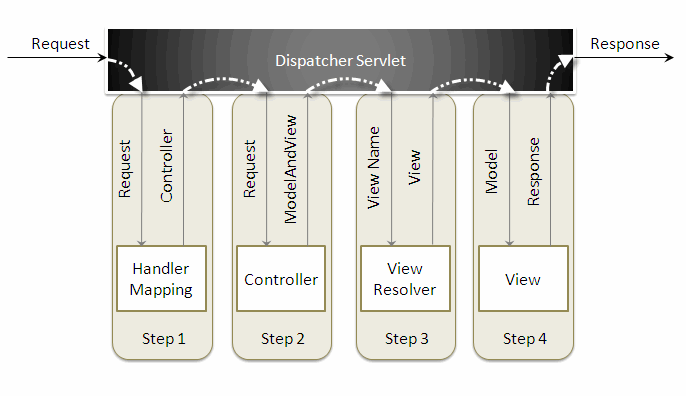 Request
Dispatcher Servlet
Response
Request
Controller
Request
ModelAndView
View Name
View
Model
Response
Handler
Mapping
Controller
View
Resolver
View
Step 1
Step 2
Step 3
Step 4